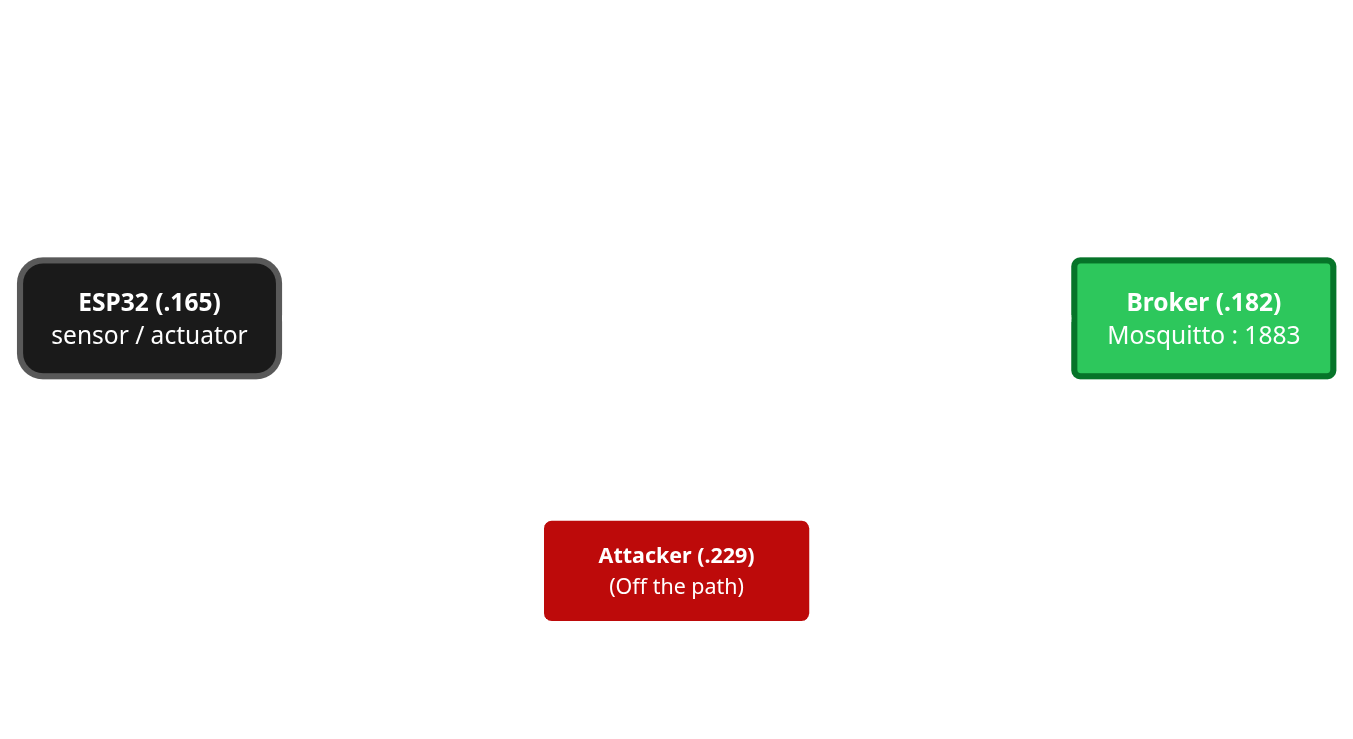 ESP32 (.165)
sensor / actuator
Broker (.182)
Mosquitto : 1883
Attacker (.229)
(Off the path)